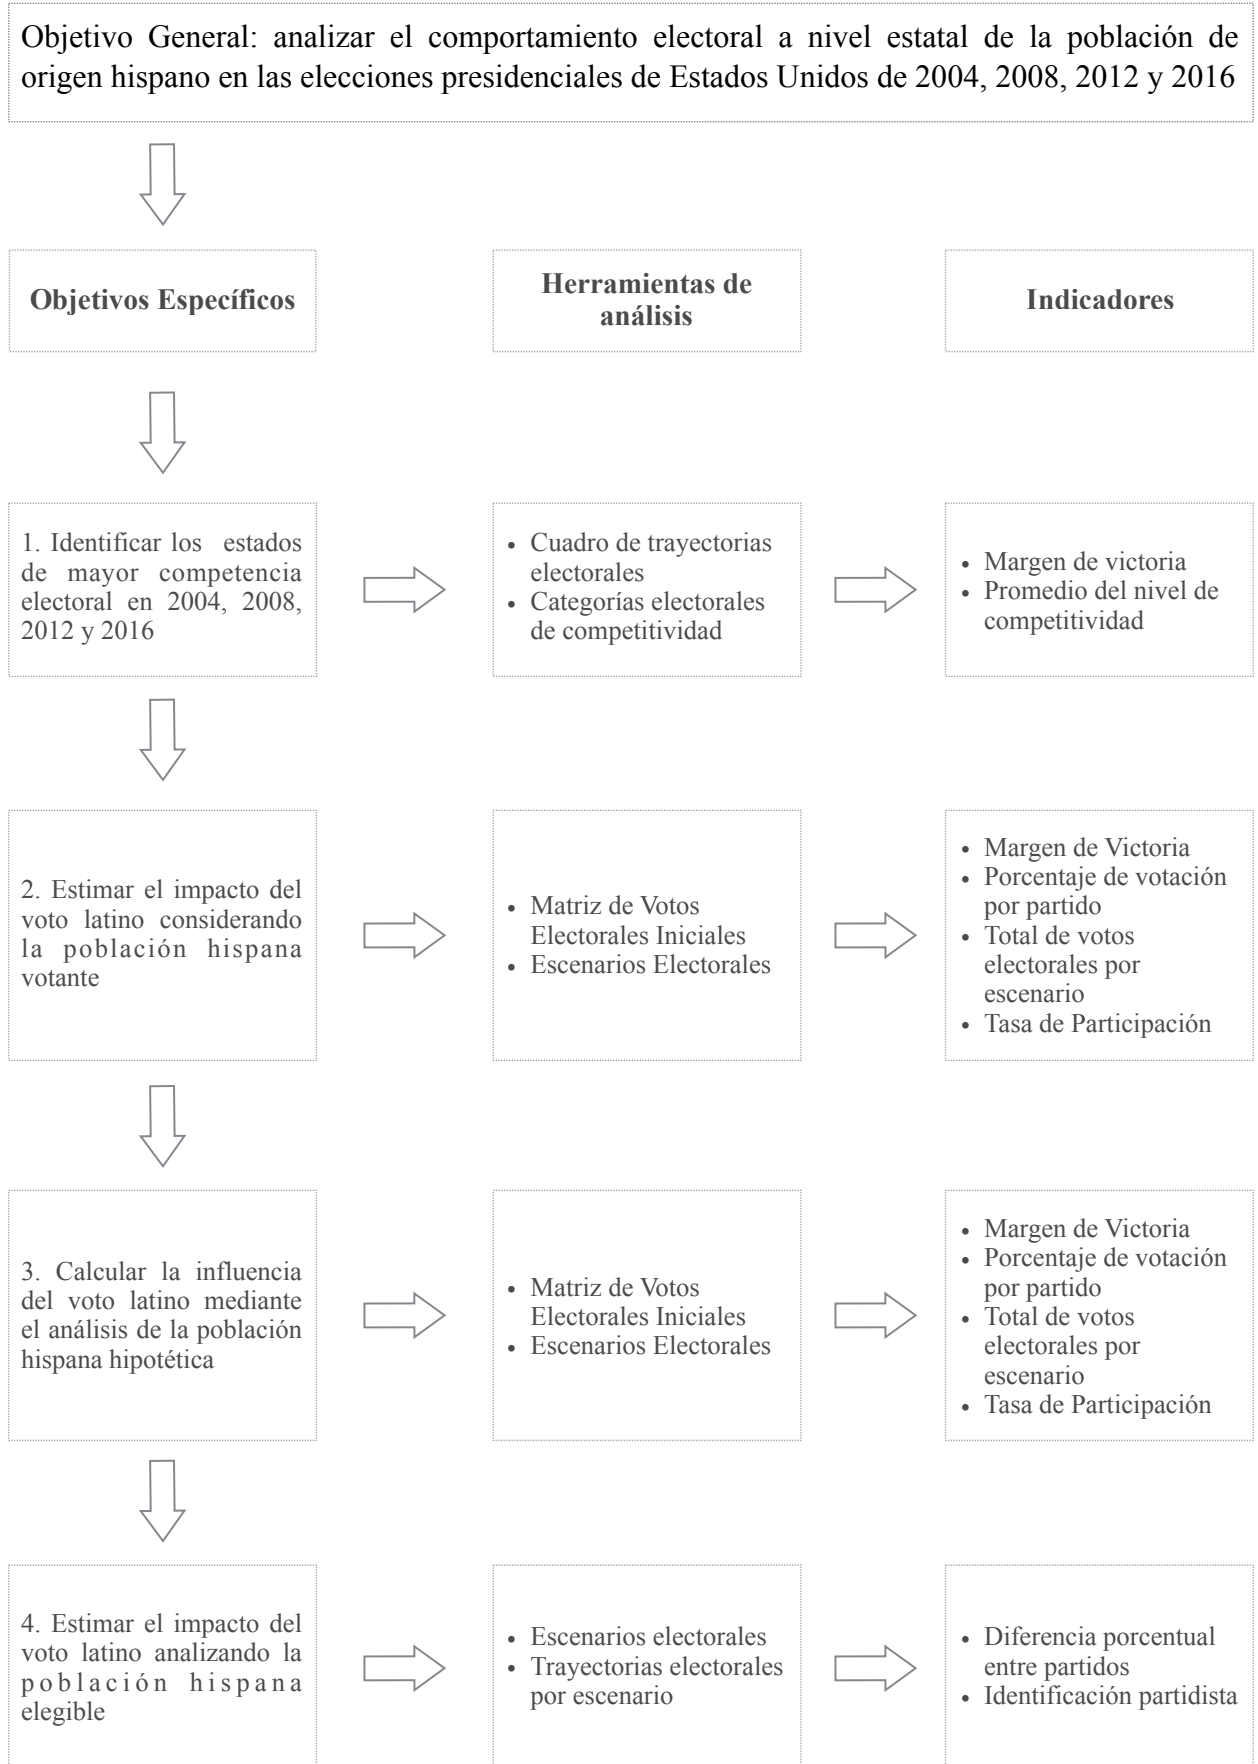 Objetivo General: analizar el comportamiento electoral a nivel estatal de la población de
origen hispano en las elecciones presidenciales de Estados Unidos de 2004, 2008, 2012 y 2016
Objetivos Específicos
Herramientas de
análisis
Indicadores
1. Identificar los estados
de mayor competencia
electoral en 2004, 2008,
2012 y 2016
• Cuadro de trayectorias
electorales
• Categorías electorales
de competitividad
• Margen de victoria
• Promedio del nivel de
competitividad
2. Estimar el impacto del
voto latino considerando
la población hispana
votante
• Matriz de Votos
Electorales Iniciales
• Escenarios Electorales
• Margen de Victoria
• Porcentaje de votación
por partido
• Total de votos
electorales por
escenario
• Tasa de Participación
3. Calcular la influencia
del voto latino mediante
el análisis de la población
hispana hipotética
• Matriz de Votos
Electorales Iniciales
• Escenarios Electorales
• Margen de Victoria
• Porcentaje de votación
por partido
• Total de votos
electorales por
escenario
• Tasa de Participación
4. Estimar el impacto del
voto latino analizando la
población hispana
elegible
• Escenarios electorales
• Trayectorias electorales
por escenario
• Diferencia porcentual
entre partidos
• Identificación partidista